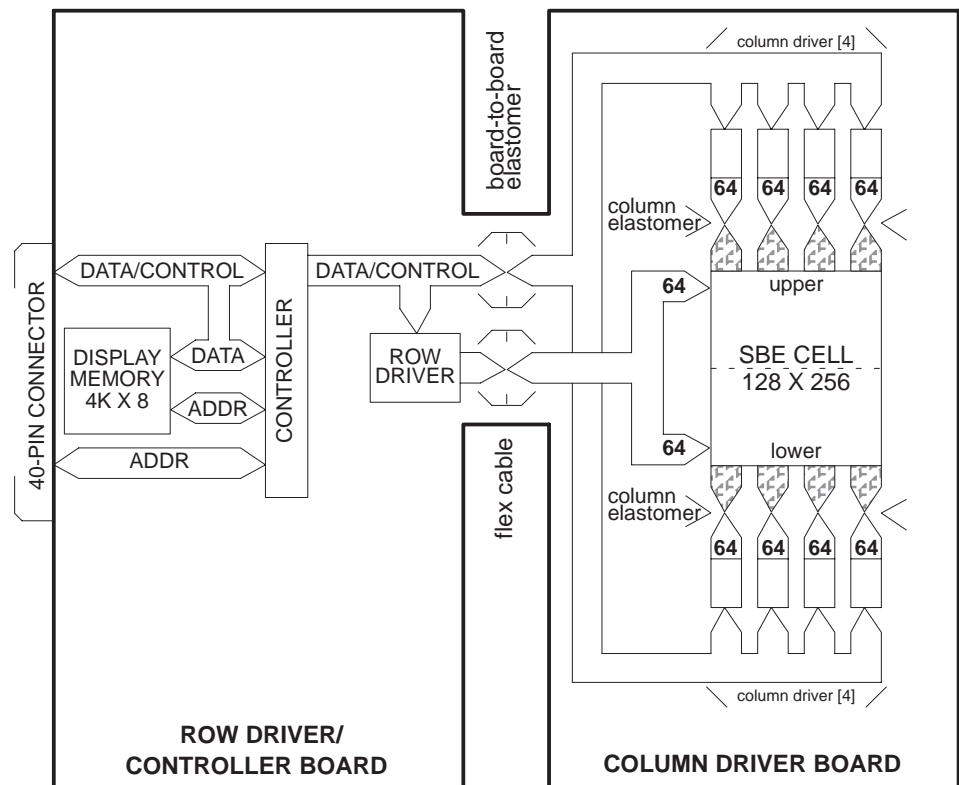 column driver [4]
board-to-board
elastomer
64 64 64 64
column
elastomer
40-PIN CONNECTOR
DATA/CONTROL
CONTROLLER
DATA/CONTROL
64
upper
DISPLAY
MEMORY
4K X 8
DATA
ROW
DRIVER
SBE CELL
128 X 256
ADDR
ADDR
64
lower
flex cable
column
elastomer
64 64 64 64
column driver [4]
ROW DRIVER/
CONTROLLER BOARD
COLUMN DRIVER BOARD